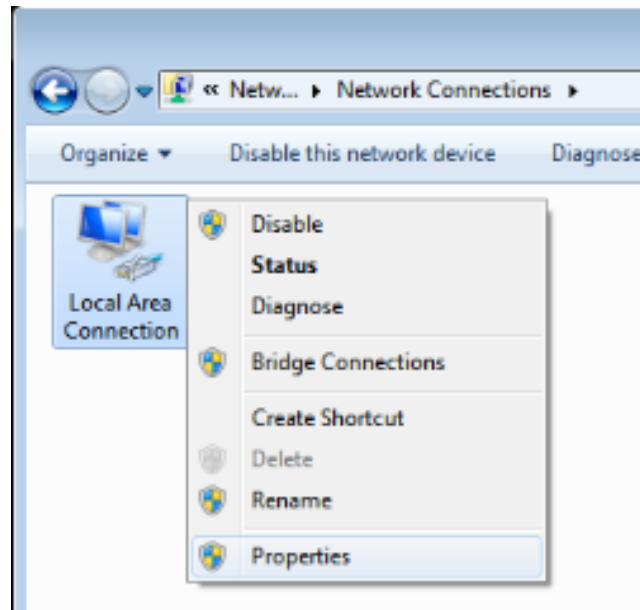 « Netw... ▸ Network Connections ▸
Organize ▾ Disable this network device Diagnose
Local Area
Connection
Disable
Status
Diagnose
Bridge Connections
Create Shortcut
Delete
Rename
Properties